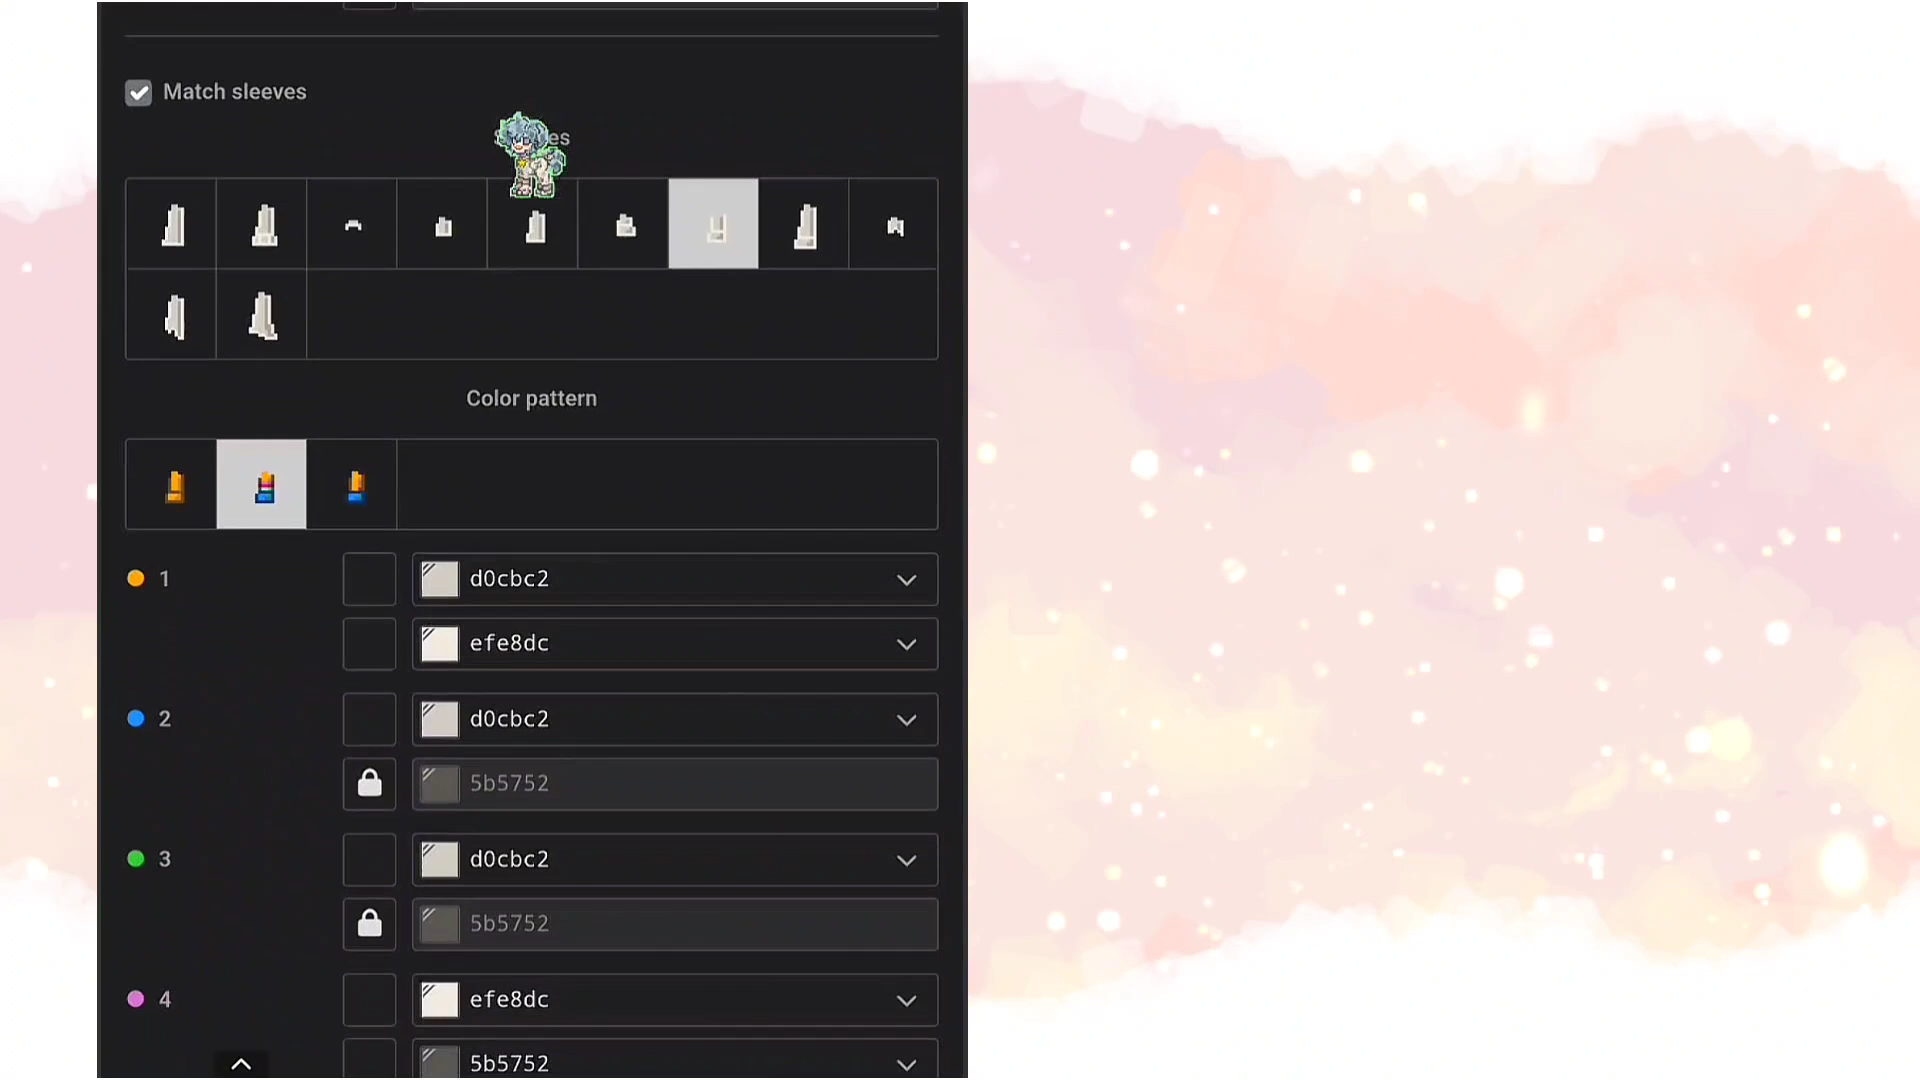 Match sleeves
Color pattern
1
d0cbc2
efe8dc
2
d0cbc2
5b5752
3
d0cbc2
5b5752
4
efe8dc
5b5752